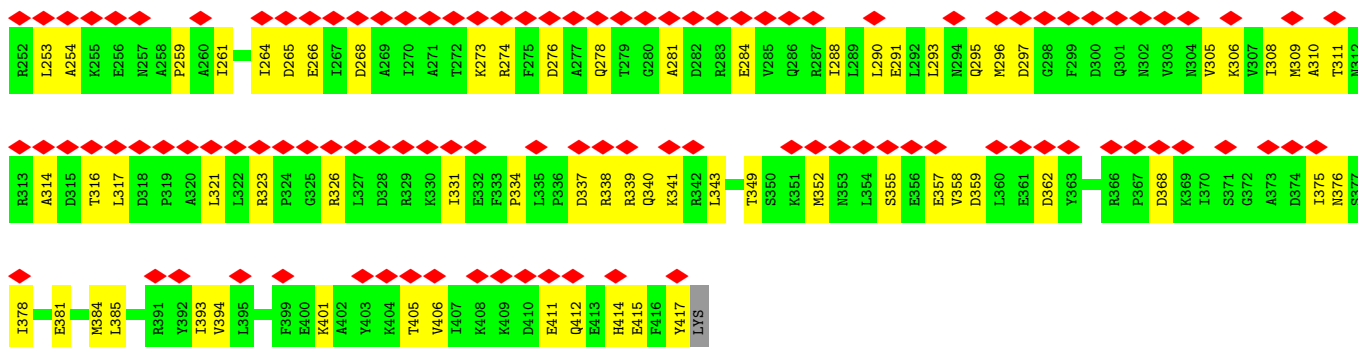 R252 L253 A254 K255 E256 N257 A258 P259 A260 I261 I264 D265 E266 I267 D268 A269 I270 A271 T272 K273 R274 F275 D276 A277 Q278 T279 G280 A281 D282 R283 E284 V285 Q286 R287 I288 L289 L290 E291 L292 L293 N294 Q295 M296 D297 G298 F299 D300 Q301 N302 V303 N304 V305 K306 V307 I308 M309 A310 T311 N312
R313 A314 D315 T316 L317 D318 P319 A320 L321 L322 R323 P324 G325 R326 L327 D328 R329 K330 I331 E332 F333 P334 L335 P336 D337 R338 R339 Q340 K341 R342 L343 T349 S350 K351 M352 N353 L354 S355 E356 E357 V358 D359 L360 E361 D362 Y363 R366 P367 D368 K369 I370 S371 G372 A373 D374 I375 N376 S377
I378 E381 M384 L385 R391 Y392 I393 V394 L395 F399 E400 K401 A402 Y403 K404 T405 V406 I407 K408 K409 D410 E411 Q412 E413 H414 E415 F416 Y417 LYS